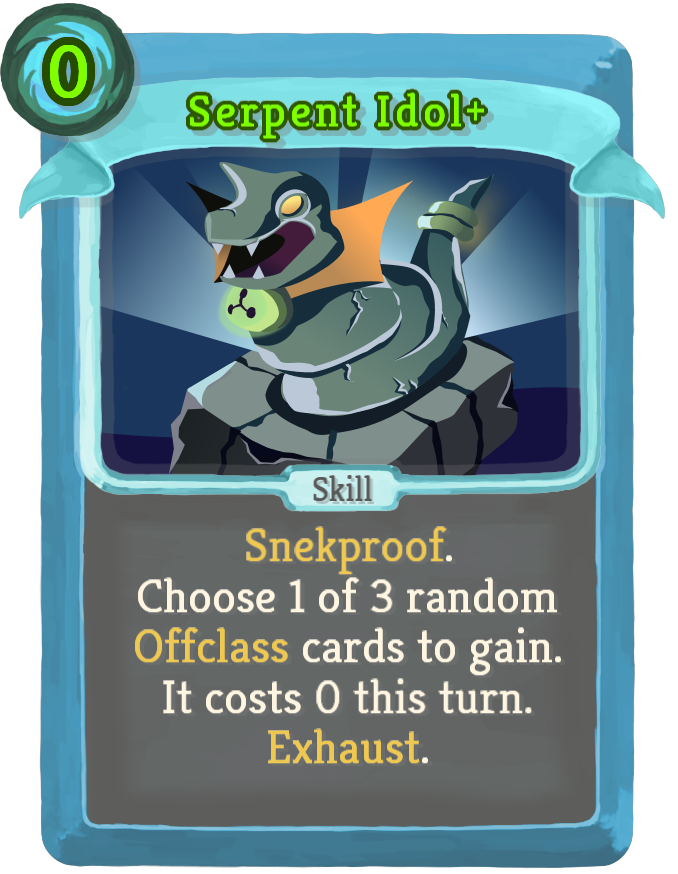 0
Serpent Idol+
Skill
Snekproof.
Choose 1 of 3 random
Offclass cards to gain.
It costs 0 this turn.
Exhaust.